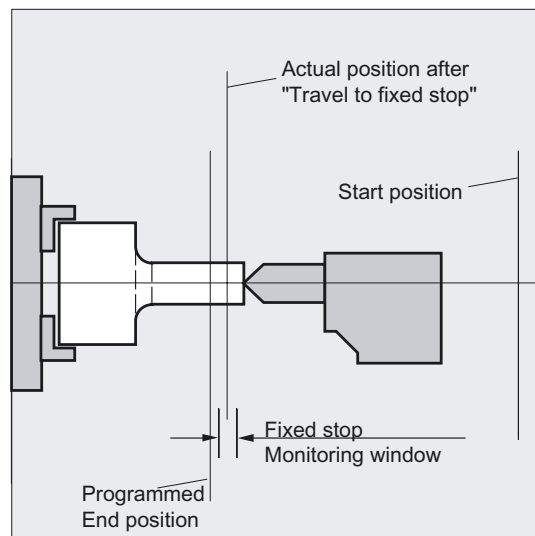 Actual position after
"Travel to fixed stop"
Start position
Fixed stop
Monitoring window
Programmed
End position